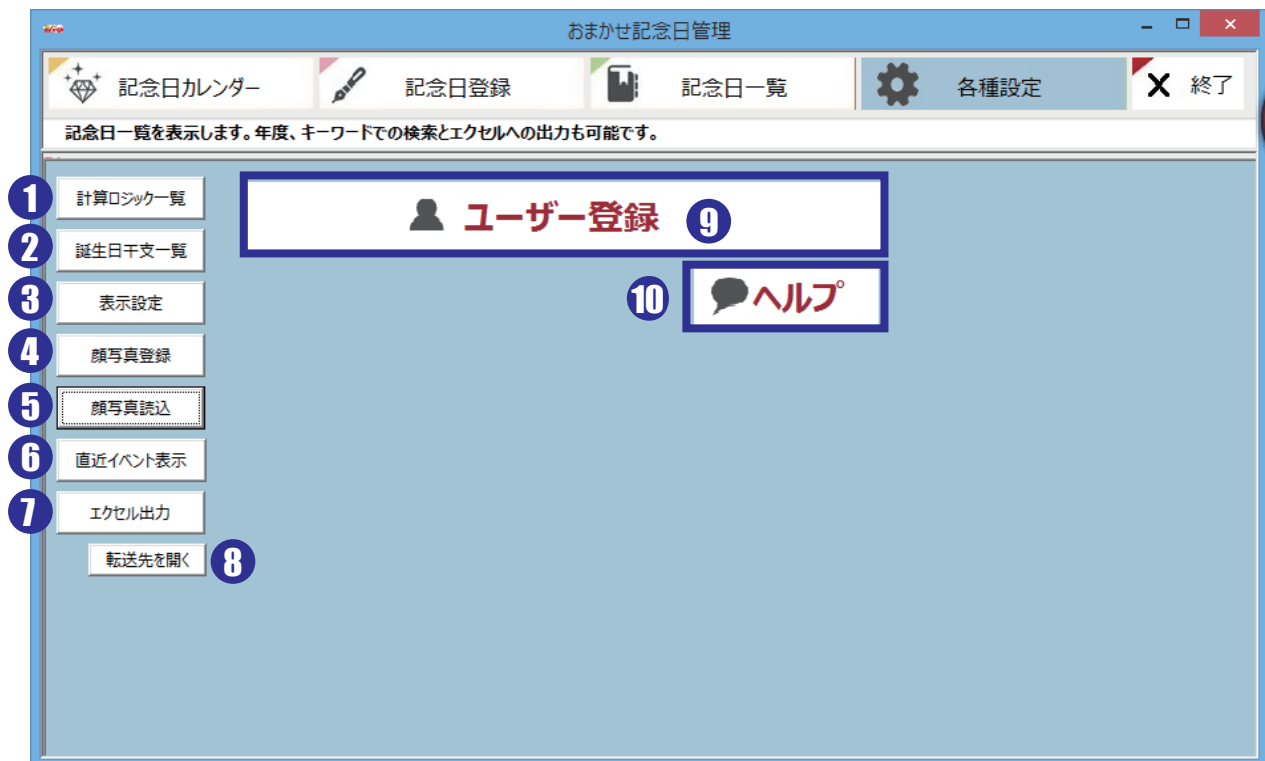 おまかせ記念日管理
記念日カレンダー 記念日登録 記念日一覧 各種設定 終了
記念日一覧を表示します。年度、キーワードでの検索とエクセルへの出力も可能です。
1 計算ロジック一覧
ユーザー登録 9
2 誕生日干支一覧
3 表示設定
10 ヘルプ
4 顔写真登録
5 顔写真読込
6 直近イベント表示
7 エクセル出力
転送先を開く 8